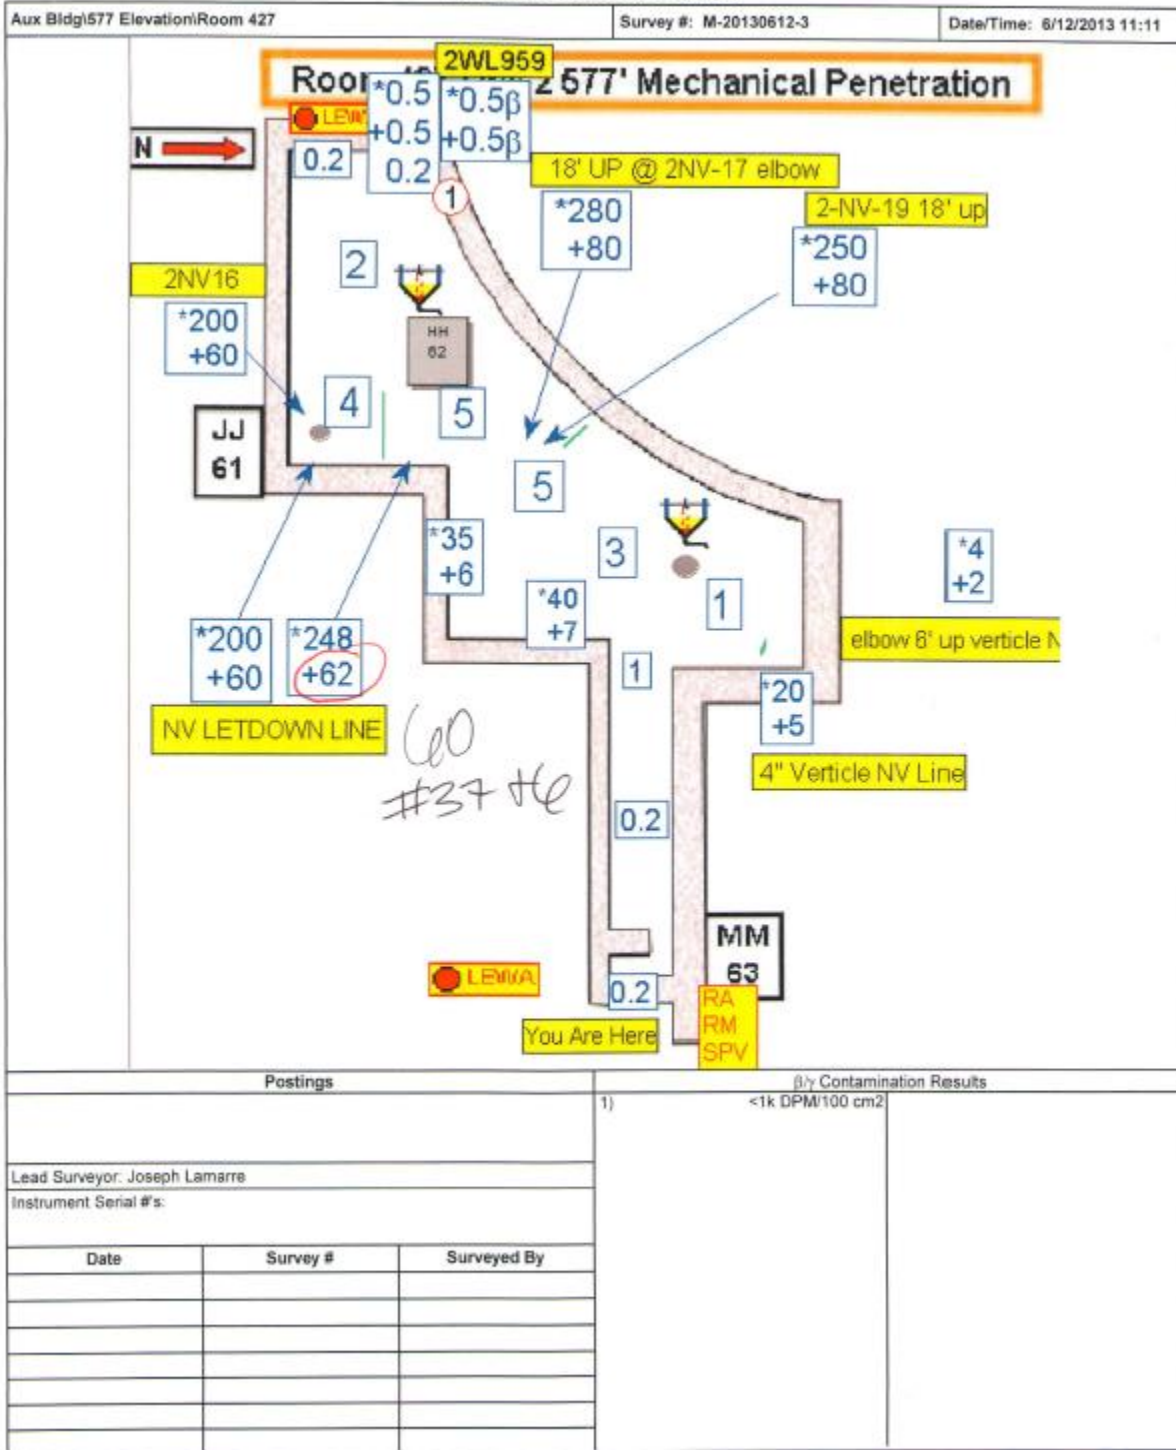 Aux Bldg\577 Elevation\Room 427
Survey #: M-20130612-3
Date/Time: 6/12/2013 11:11
2WL959
Room 2 577' Mechanical Penetration
*0.5
+0.5
0.2
*0.5β
+0.5β
N
0.2
1
18' UP @ 2NV-17 elbow
*280
+80
2-NV-19 18' up
*250
+80
2
2NV16
*200
+60
HH
62
4
5
JJ
61
5
*35
+6
3
*4
+2
*40
+7
1
elbow 6' up verticle N
*200
+60
*248
+62
1
*20
+5
NV LETDOWN LINE
60
#37 +6
4" Verticle NV Line
0.2
MM
63
LEWA
0.2
RA
RM
SPV
You Are Here
Postings
β/γ Contamination Results
1) <1k DPM/100 cm2
Lead Surveyor: Joseph Lamarre
Instrument Serial #'s:
Date Survey # Surveyed By